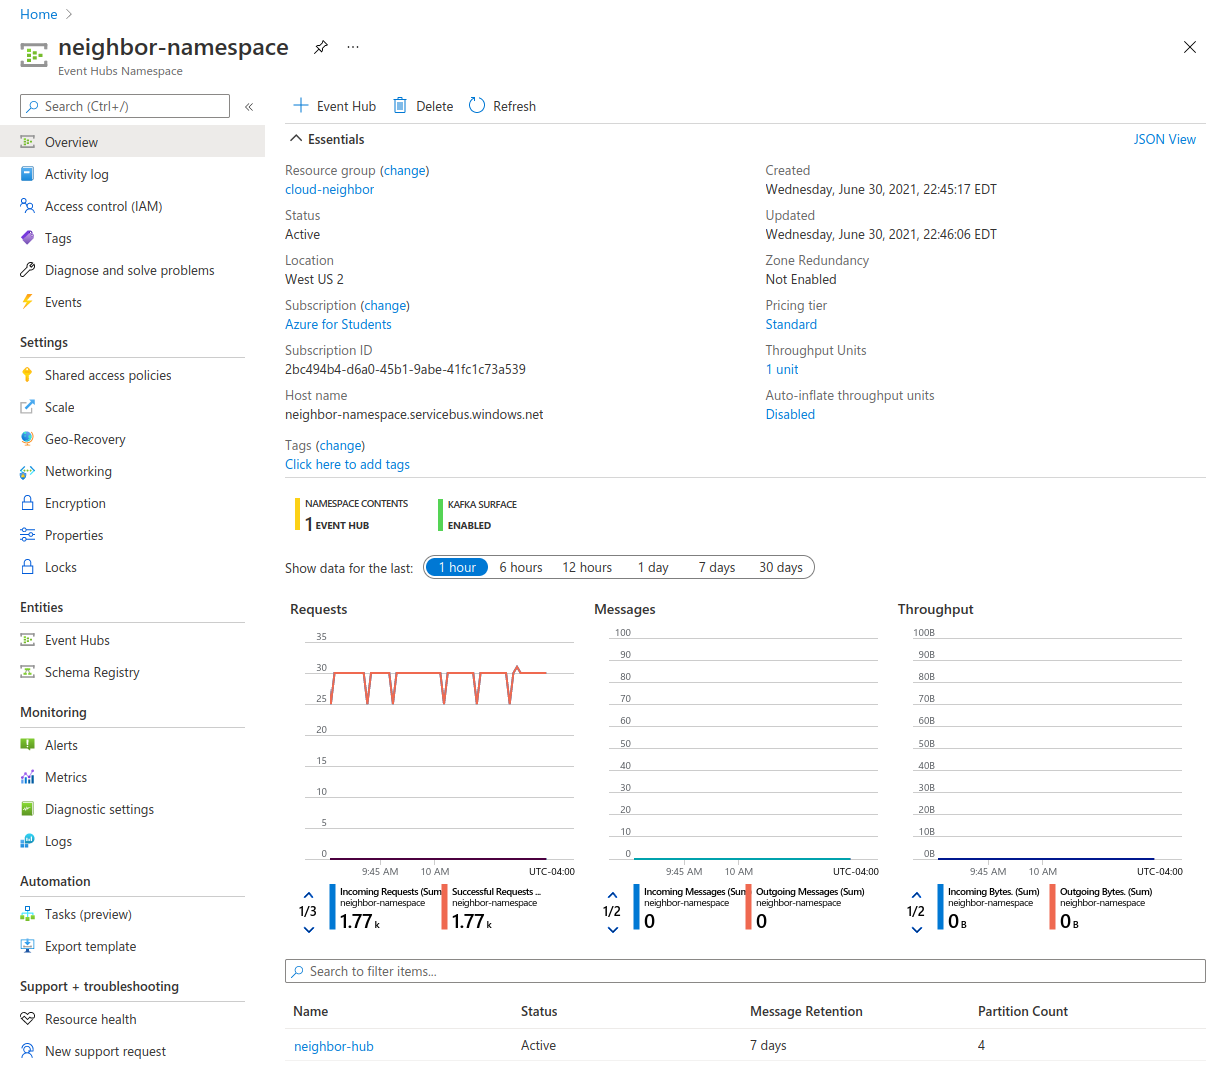 Home
neighbor-namespace
Event Hubs Namespace
Search (Ctrl+/)
Overview
Activity log
Access control (IAM)
Tags
Diagnose and solve problems
Events
Settings
Shared access policies
Scale
Geo-Recovery
Networking
Encryption
Properties
Locks
Entities
Event Hubs
Schema Registry
Monitoring
Alerts
Metrics
Diagnostic settings
Logs
Automation
Tasks (preview)
Export template
Support + troubleshooting
Resource health
New support request
Event Hub Delete Refresh
Essentials JSON View
Resource group (change)
cloud-neighbor
Status
Active
Location
West US 2
Subscription (change)
Azure for Students
Subscription ID
2bc494b4-d6a0-45b1-9abe-41fc1c73a539
Host name
neighbor-namespace.servicebus.windows.net
Tags (change)
Click here to add tags
Created
Wednesday, June 30, 2021, 22:45:17 EDT
Updated
Wednesday, June 30, 2021, 22:46:06 EDT
Zone Redundancy
Not Enabled
Pricing tier
Standard
Throughput Units
1 unit
Auto-inflate throughput units
Disabled
NAMESPACE CONTENTS
1 EVENT HUB
KAFKA SURFACE
ENABLED
Show data for the last: 1 hour 6 hours 12 hours 1 day 7 days 30 days
Requests
35
30
25
20
15
10
5
0
9:45 AM 10 AM UTC-04:00
1/3
Incoming Requests (Sum
neighbor-namespace
1.77 k
Successful Requests ...
neighbor-namespace
1.77 k
Messages
100
90
80
70
60
50
40
30
20
10
0
9:45 AM 10 AM UTC-04:00
1/2
Incoming Messages (Sum
neighbor-namespace
0
Outgoing Messages (Sum)
neighbor-namespace
0
Throughput
100B
90B
80B
70B
60B
50B
40B
30B
20B
10B
0B
9:45 AM 10 AM UTC-04:00
1/2
Incoming Bytes. (Sum)
neighbor-namespace
0 B
Outgoing Bytes. (Sum)
neighbor-namespace
0 B
Search to filter items...
Name Status Message Retention Partition Count
neighbor-hub Active 7 days 4